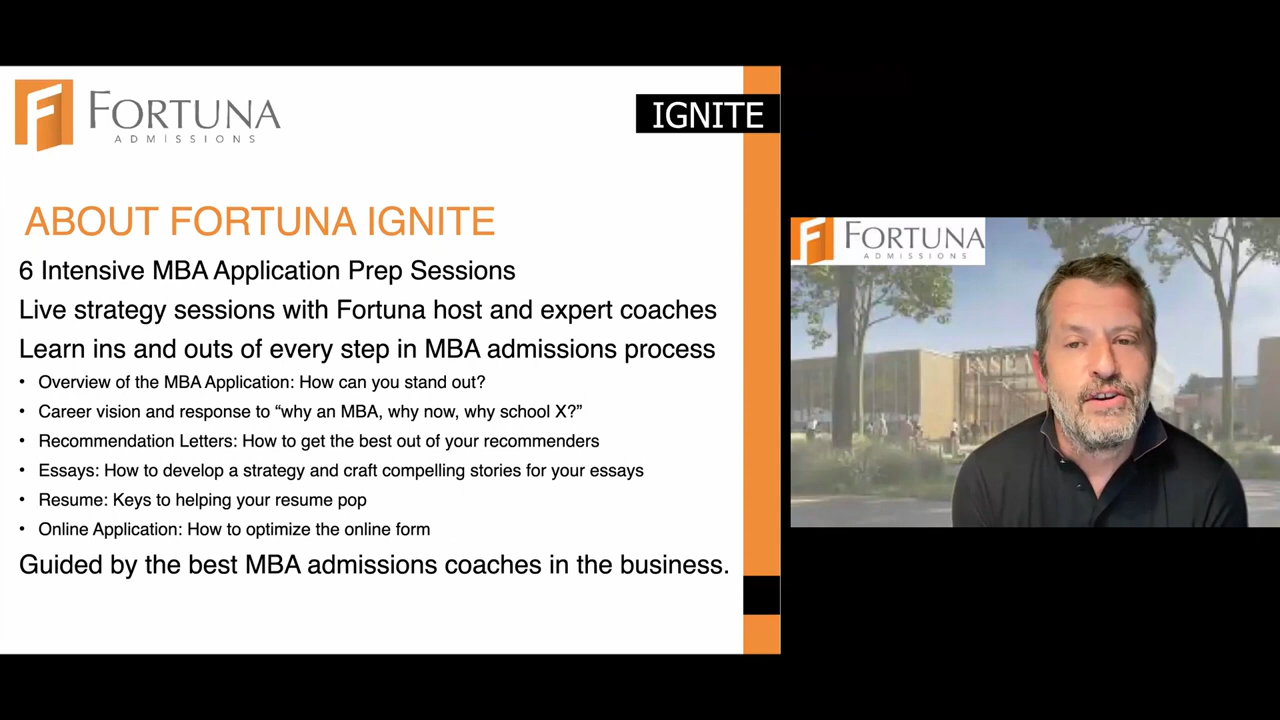 FORTUNA
ADMISSIONS
IGNITE
ABOUT FORTUNA IGNITE
6 Intensive MBA Application Prep Sessions
Live strategy sessions with Fortuna host and expert coaches
Learn ins and outs of every step in MBA admissions process
• Overview of the MBA Application: How can you stand out?
• Career vision and response to “why an MBA, why now, why school X?”
• Recommendation Letters: How to get the best out of your recommenders
• Essays: How to develop a strategy and craft compelling stories for your essays
• Resume: Keys to helping your resume pop
• Online Application: How to optimize the online form
Guided by the best MBA admissions coaches in the business.
FORTUNA
ADMISSIONS